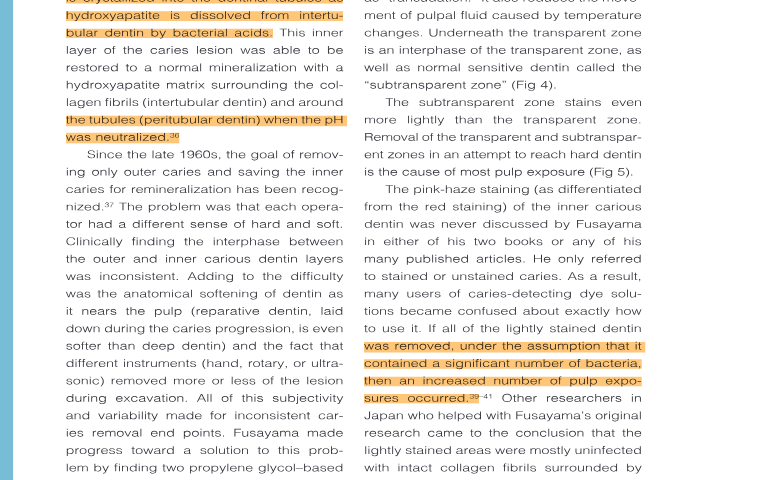 is crystallized into the dentinal tubules as
hydroxyapatite is dissolved from intertu-
bular dentin by bacterial acids. This inner
layer of the caries lesion was able to be
restored to a normal mineralization with a
hydroxyapatite matrix surrounding the col-
lagen fibrils (intertubular dentin) and around
the tubules (peritubular dentin) when the pH
was neutralized.36
Since the late 1960s, the goal of remov-
ing only outer caries and saving the inner
caries for remineralization has been recog-
nized.37 The problem was that each opera-
tor had a different sense of hard and soft.
Clinically finding the interphase between
the outer and inner carious dentin layers
was inconsistent. Adding to the difficulty
was the anatomical softening of dentin as
it nears the pulp (reparative dentin, laid
down during the caries progression, is even
softer than deep dentin) and the fact that
different instruments (hand, rotary, or ultra-
sonic) removed more or less of the lesion
during excavation. All of this subjectivity
and variability made for inconsistent car-
ies removal end points. Fusayama made
progress toward a solution to this prob-
lem by finding two propylene glycol–based
as “translucation.” It also reduces the move-
ment of pulpal fluid caused by temperature
changes. Underneath the transparent zone
is an interphase of the transparent zone, as
well as normal sensitive dentin called the
“subtransparent zone” (Fig 4).
The subtransparent zone stains even
more lightly than the transparent zone.
Removal of the transparent and subtranspar-
ent zones in an attempt to reach hard dentin
is the cause of most pulp exposure (Fig 5).
The pink-haze staining (as differentiated
from the red staining) of the inner carious
dentin was never discussed by Fusayama
in either of his two books or any of his
many published articles. He only referred
to stained or unstained caries. As a result,
many users of caries-detecting dye solu-
tions became confused about exactly how
to use it. If all of the lightly stained dentin
was removed, under the assumption that it
contained a significant number of bacteria,
then an increased number of pulp expo-
sures occurred.39–41 Other researchers in
Japan who helped with Fusayama’s original
research came to the conclusion that the
lightly stained areas were mostly uninfected
with intact collagen fibrils surrounded by